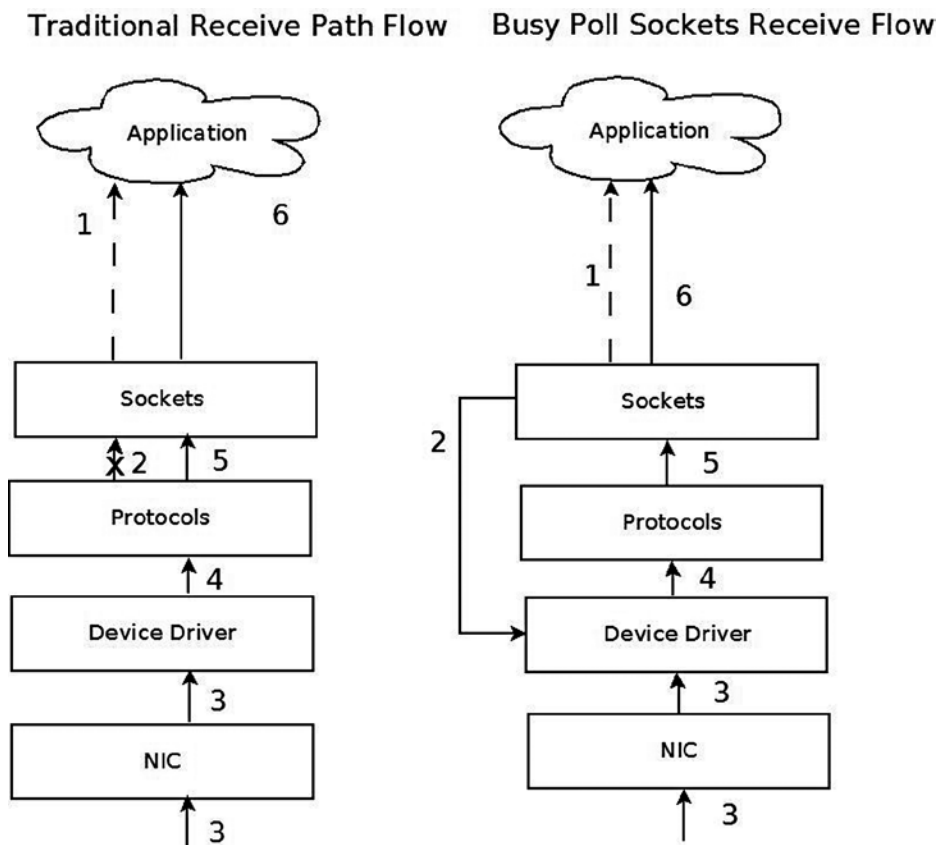 Traditional Receive Path Flow
Application
1
6
Sockets
x 2
5
Protocols
4
Device Driver
3
NIC
3
Busy Poll Sockets Receive Flow
Application
1
6
Sockets
2
5
Protocols
4
Device Driver
3
NIC
3